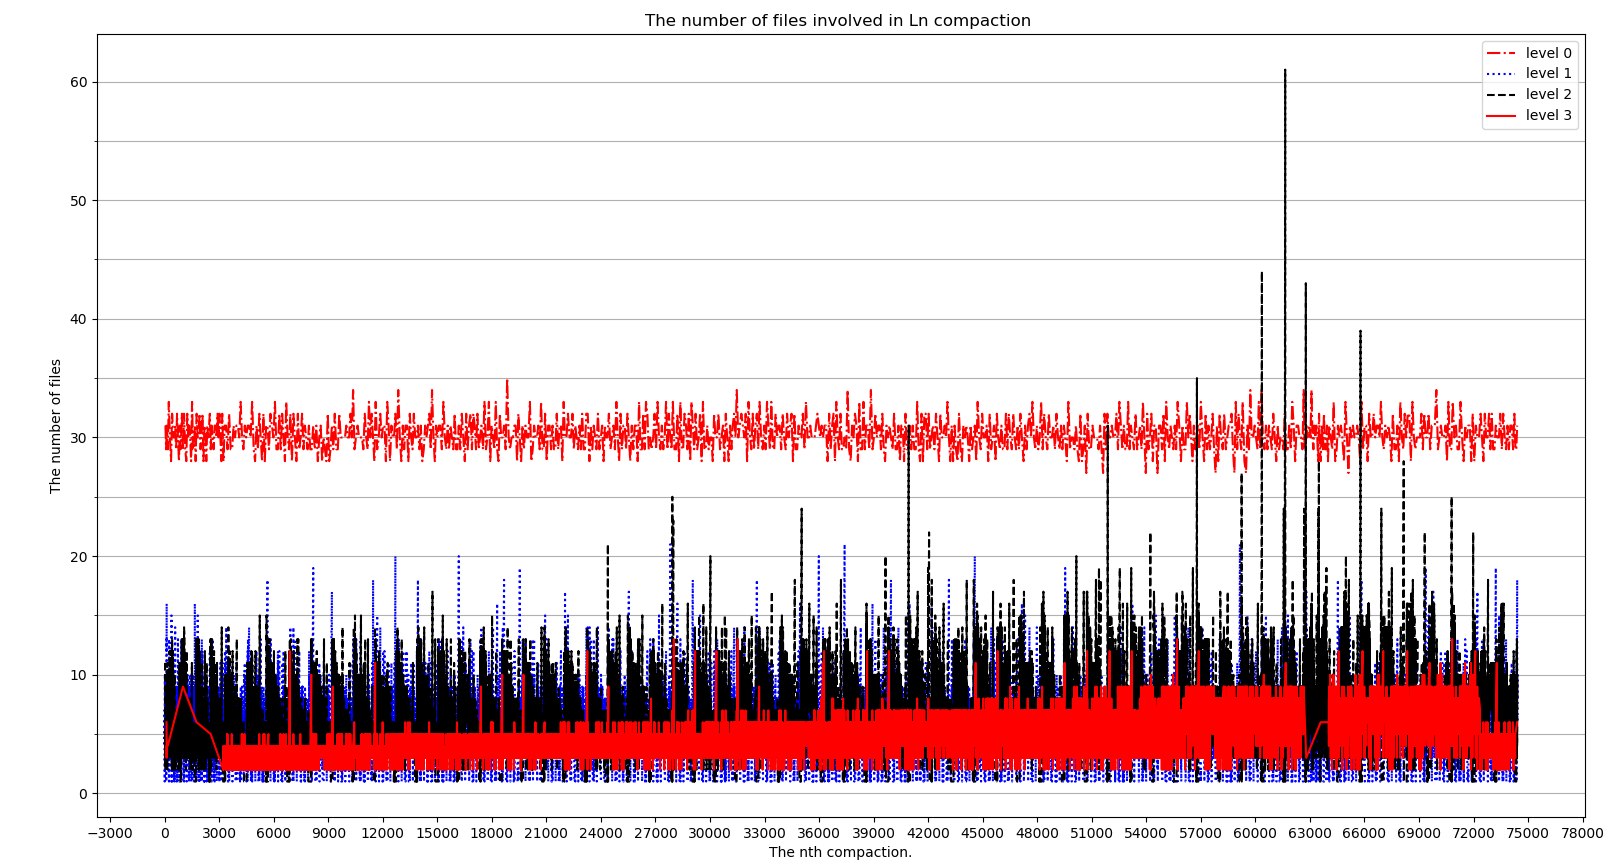 The number of files involved in Ln compaction
level 0
level 1
level 2
level 3
60
50
40
30
20
10
0
The number of files
−3000 0 3000 6000 9000 12000 15000 18000 21000 24000 27000 30000 33000 36000 39000 42000 45000 48000 51000 54000 57000 60000 63000 66000 69000 72000 75000 78000
The nth compaction.